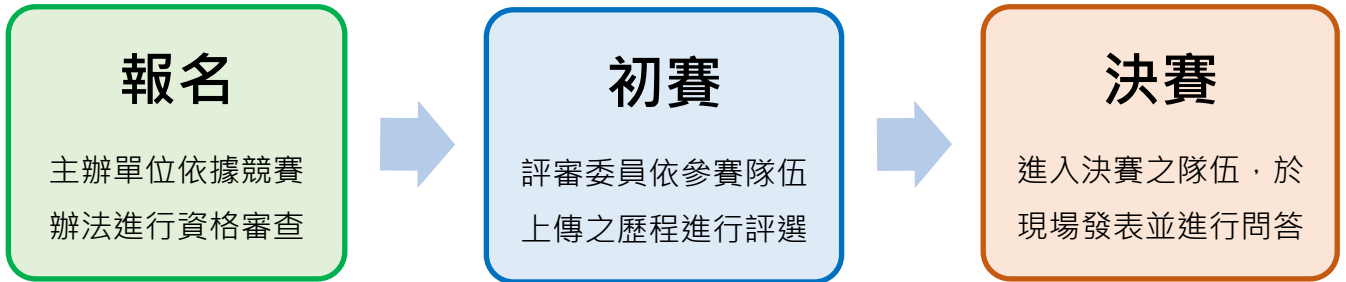 報名
主辦單位依據競賽
辦法進行資格審查
初賽
評審委員依參賽隊伍
上傳之歷程進行評選
決賽
進入決賽之隊伍，於
現場發表並進行問答